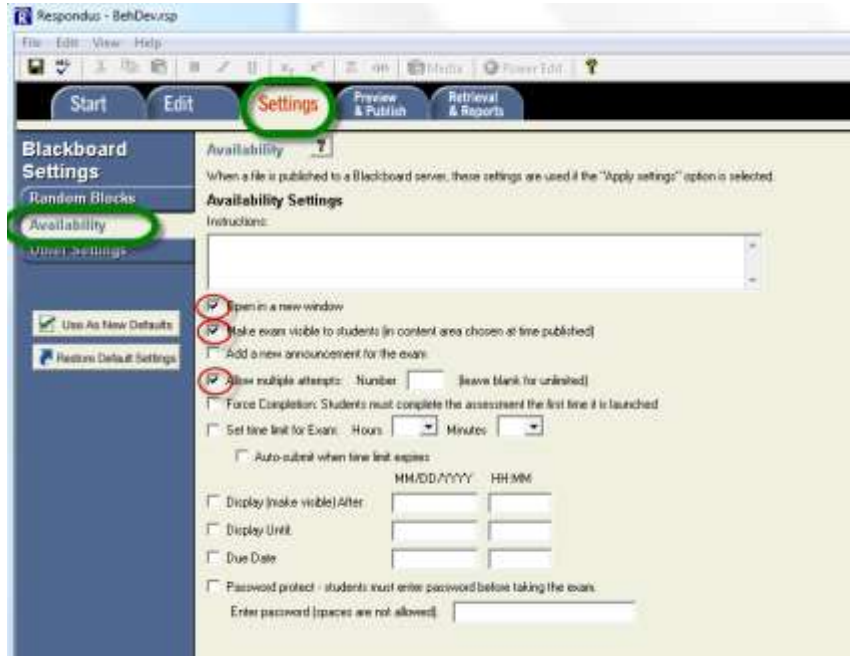 Respondus - BehDev.rsp
File Edit View Help
Media Power Edit
Start Edit Settings Preview & Publish Retrieval & Reports
Blackboard Settings
Random Blocks
Availability
Other Settings
Use As New Defaults
Restore Default Settings
Availability ?
When a file is published to a Blackboard server, these settings are used if the "Apply settings" option is selected.
Availability Settings
Instructions:
Open in a new window
Make exam visible to students (in content area chosen at time published)
Add a new announcement for the exam
Allow multiple attempts: Number (leave blank for unlimited)
Force Completion: Students must complete the assessment the first time it is launched
Set time limit for Exam: Hours Minutes
Auto-submit when time limit expires
MM/DD/YYYY HH:MM
Display (make visible) After
Display Until
Due Date
Password protect - students must enter password before taking the exam.
Enter password (spaces are not allowed)